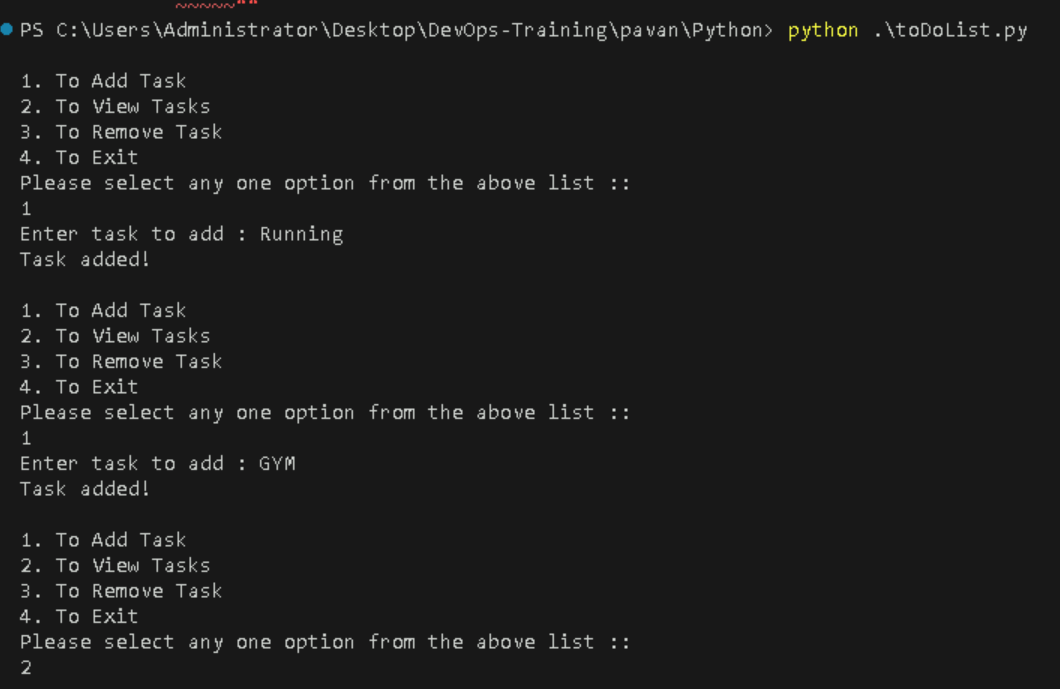 PS C:\Users\Administrator\Desktop\DevOps-Training\pavan\Python> python .\toDoList.py
1. To Add Task
2. To View Tasks
3. To Remove Task
4. To Exit
Please select any one option from the above list ::
1
Enter task to add : Running
Task added!
1. To Add Task
2. To View Tasks
3. To Remove Task
4. To Exit
Please select any one option from the above list ::
1
Enter task to add : GYM
Task added!
1. To Add Task
2. To View Tasks
3. To Remove Task
4. To Exit
Please select any one option from the above list ::
2